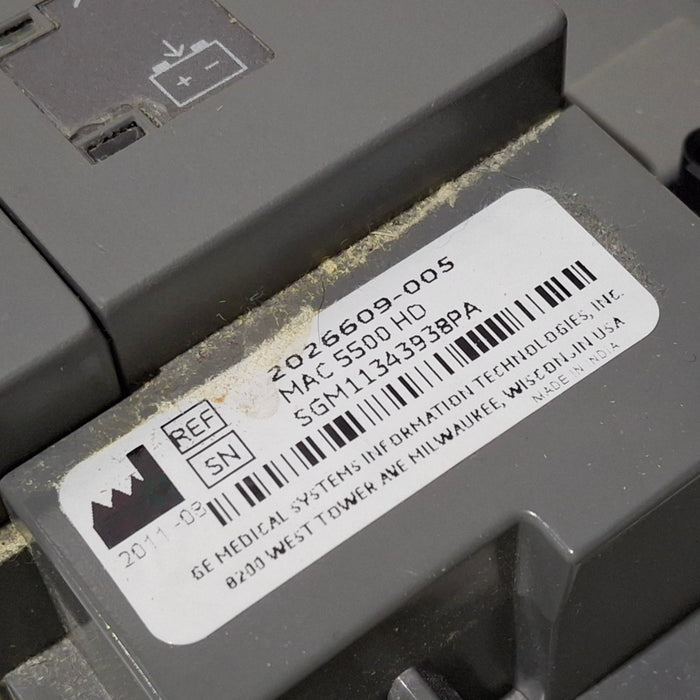 REF 2026609-005
MAC 5500 HD
SN SGM11343938PA
2011-08
GE MEDICAL SYSTEMS INFORMATION TECHNOLOGIES, INC.
8200 WEST TOWER AVE MILWAUKEE, WISCONSIN USA
MADE IN INDIA